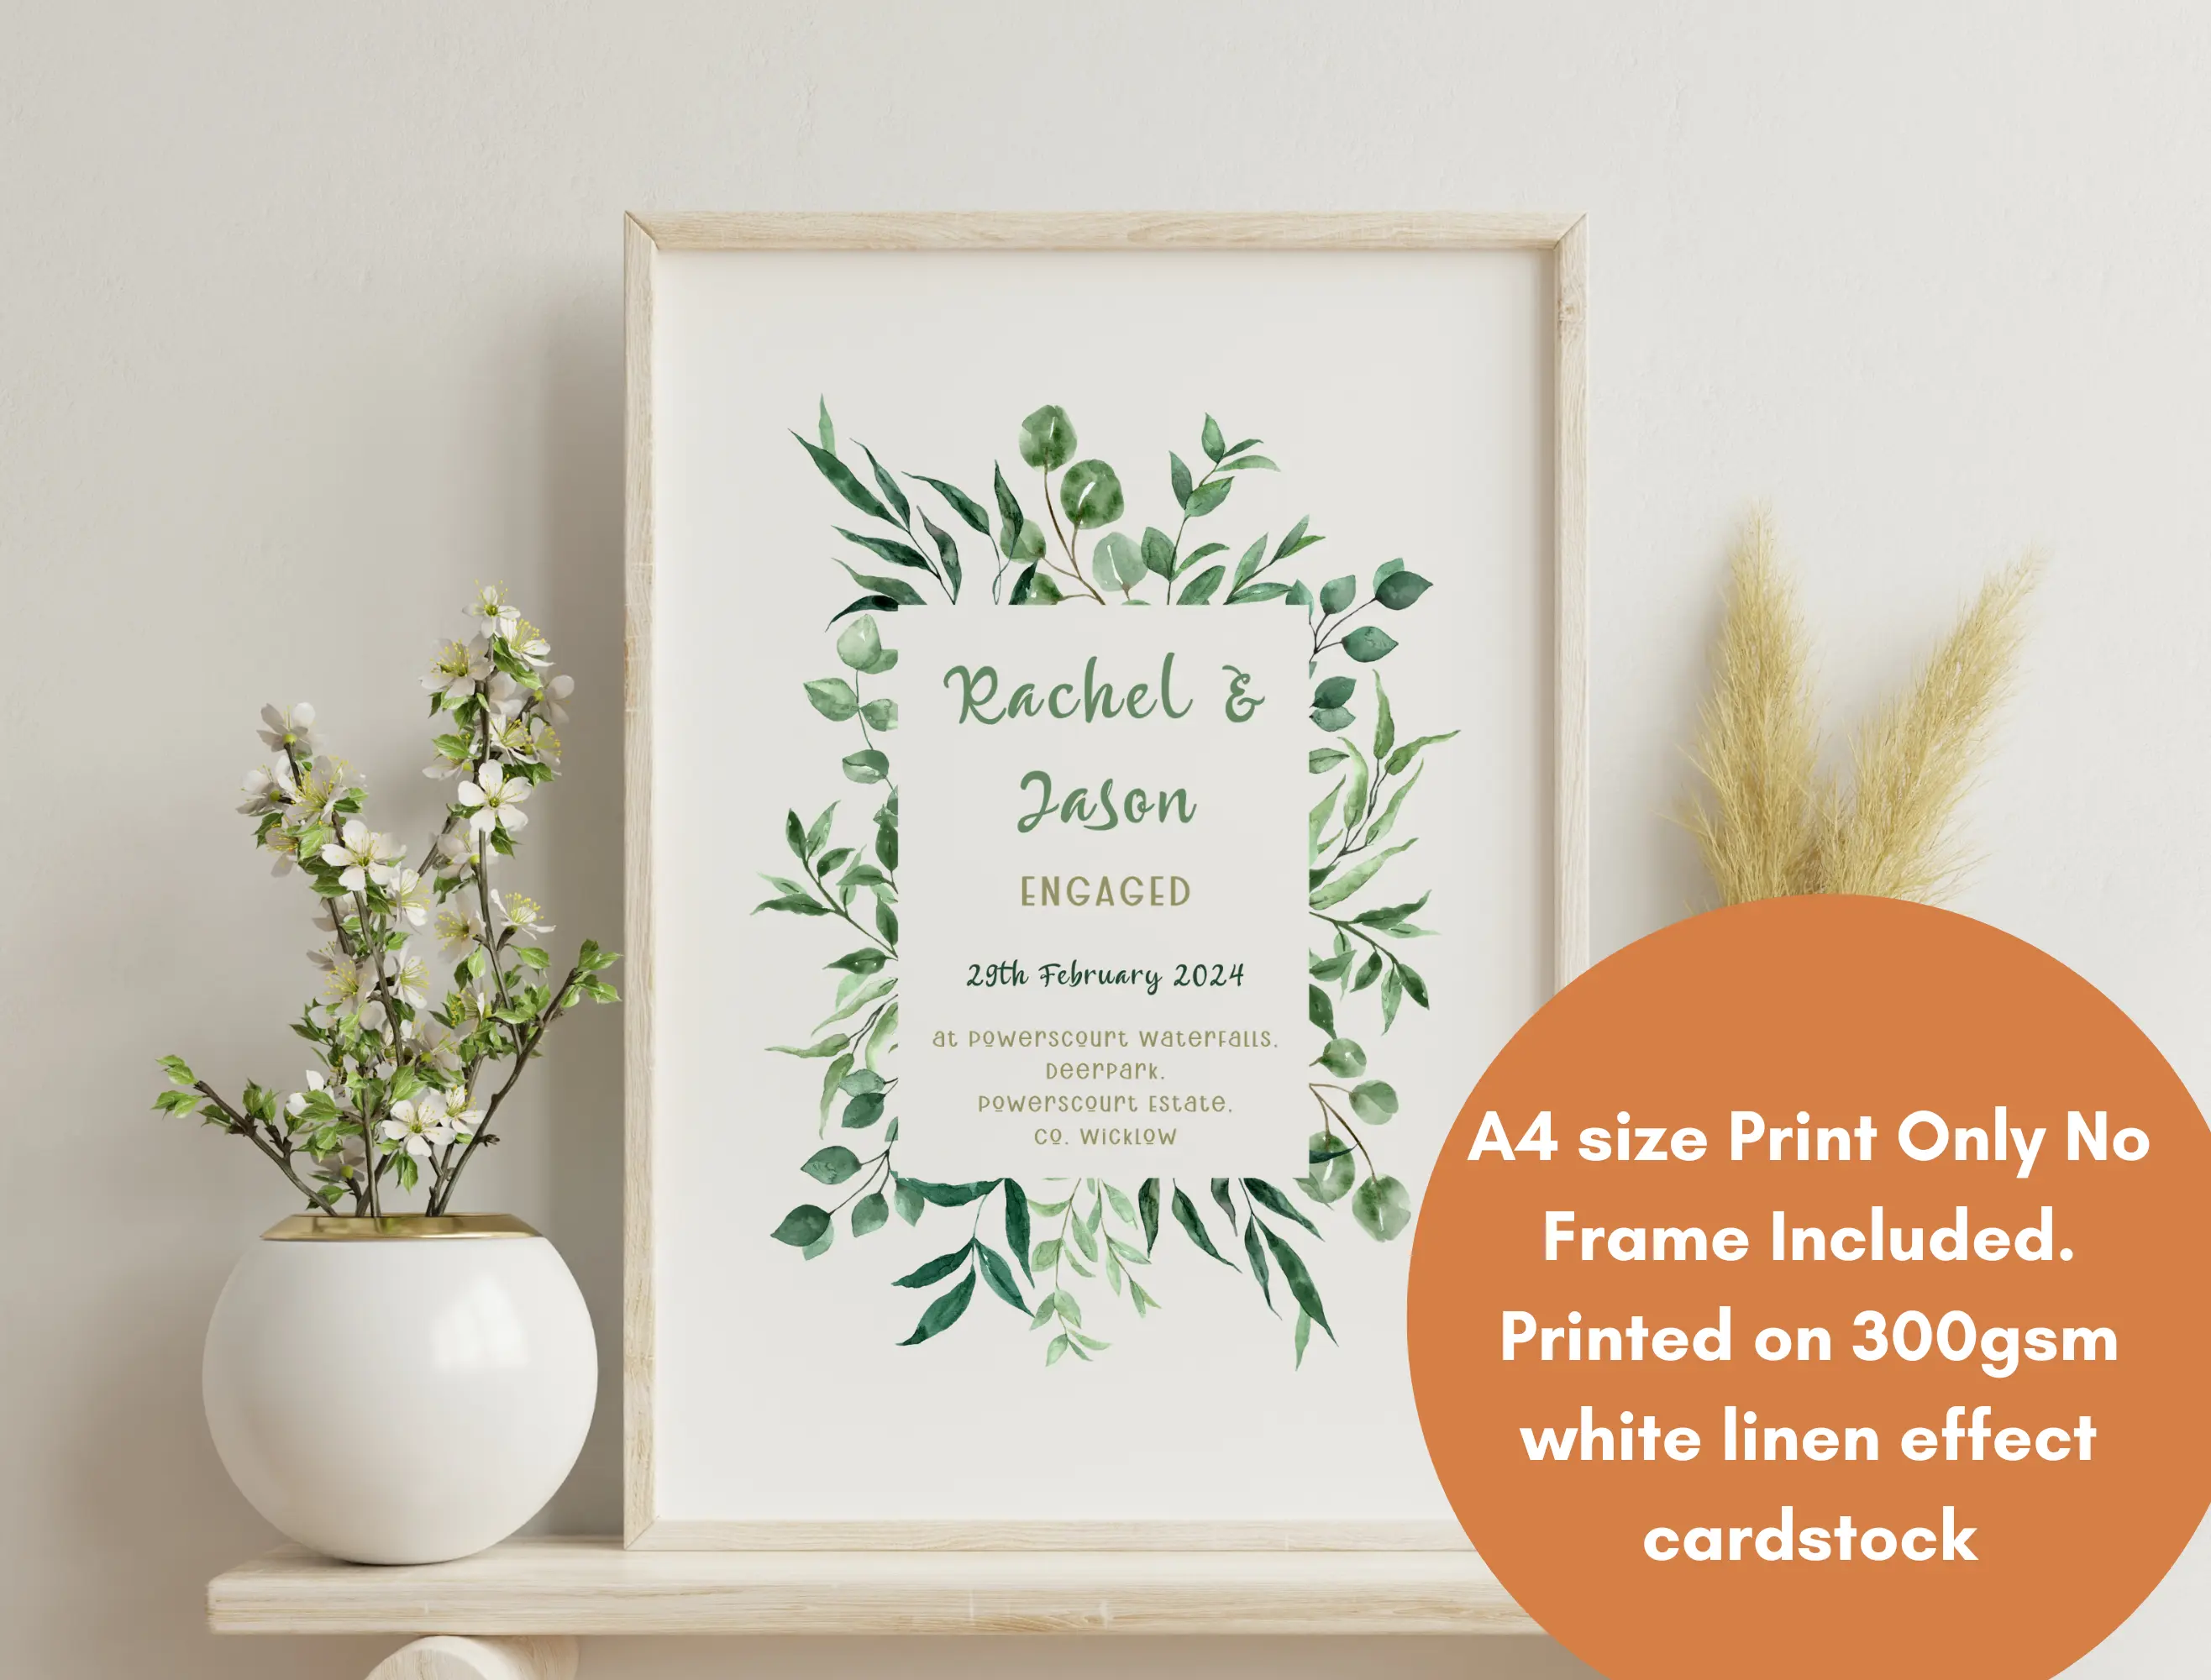 Rachel &
Jason
ENGAGED
29th February 2024
at Powerscourt Waterfalls,
Deerpark,
Powerscourt Estate,
Co. Wicklow
A4 size Print Only No
Frame Included.
Printed on 300gsm
white linen effect
cardstock